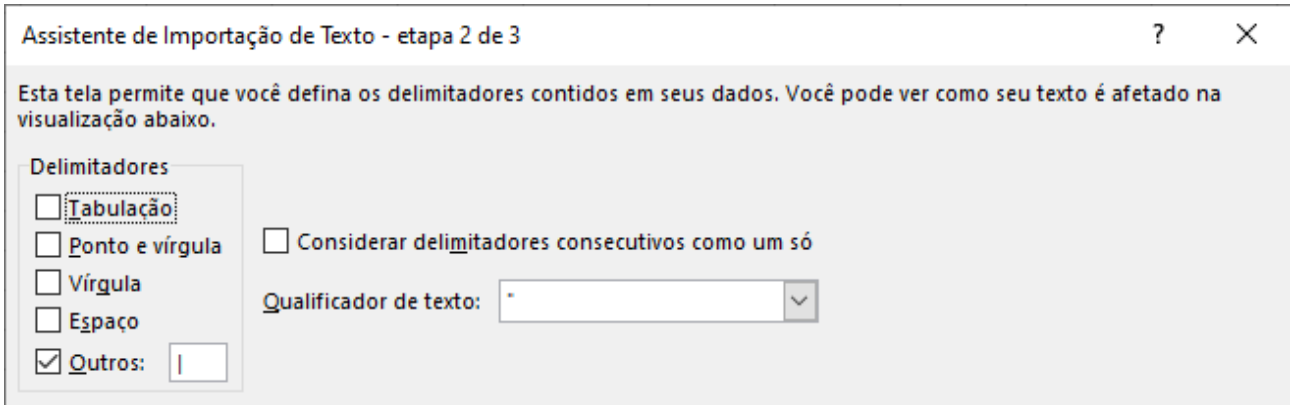 Assistente de Importação de Texto - etapa 2 de 3
?
Esta tela permite que você defina os delimitadores contidos em seus dados. Você pode ver como seu texto é afetado na
visualização abaixo.
Delimitadores
Tabulação
Ponto e vírgula
Vírgula
Espaço
Outros: |
Considerar delimitadores consecutivos como um só
Qualificador de texto: "